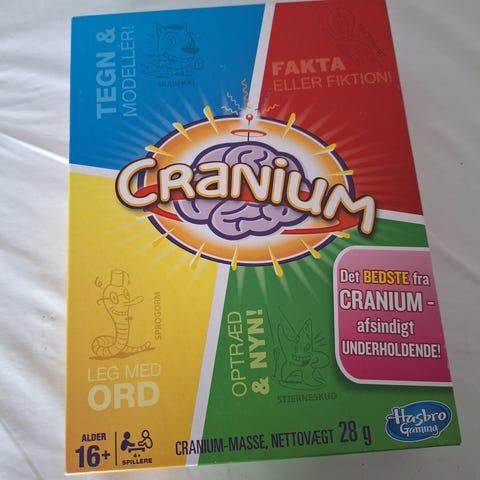 TEGN &
MODELLÉR!
FAKTA
ELLER FIKTION!
CRANIUM
Det BEDSTE fra
CRANIUM -
afsindigt
UNDERHOLDENDE!
SPROGORM
LEG MED
ORD
OPTRÆD
& NYN!
STJERNESKUD
Hasbro
Gaming
ALDER
16+
4+
SPILLERE
CRANIUM-MASSE, NETTOVÆGT 28 g